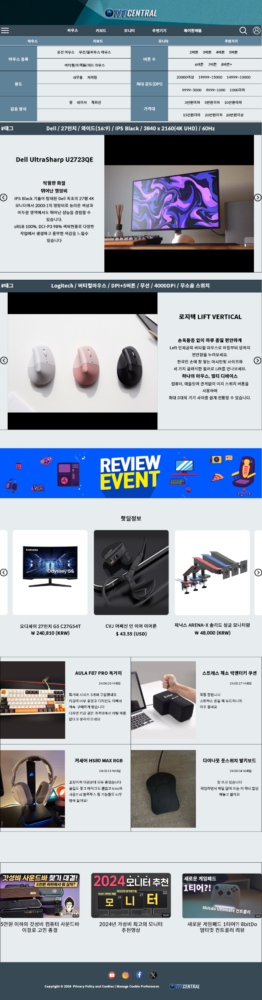 TFTCENTRAL
마우스 키보드 모니터 주변기기 특이한제품
마우스 키보드 모니터 주변기기
마우스 종류
유선 마우스 무선/블루투스 마우스
버티컬/트랙볼/캐드 마우스
버튼 수
2버튼 3버튼 4버튼 5버튼
6버튼 7버튼 8버튼+
용도
사무용 게이밍
최대 감도(DPI)
20000이상 19999~15000 14999~10000
9999~5000 4999~1000 1000이하
감응 방식
광 레이저 적외선
가격대
3만원이하 5만원이하 10만원이하
15만원이하 20만원이하 20만원이상
#태그 Dell / 27인치 / 와이드(16:9) / IPS Black / 3840 x 2160(4K UHD) / 60Hz
Dell UltraSharp U2723QE
탁월한 화질
뛰어난 명암비
IPS Black 기술이 탑재된 Dell 최초의 27형 4K
모니터에서 2000:1의 명암비로 놀라운 색상과
어두운 영역에서도 뛰어난 성능을 경험할 수
있습니다.
sRGB 100%, DCI-P3 98% 색재현율로 다양한
작업에서 생생하고 풍부한 색감을 느낄수
있습니다
#태그 Logitech / 버티컬마우스 / DPI+5버튼 / 무선 / 4000DPI / 무소음 스위치
로지텍 LIFT VERTICAL
손목통증 없이 하루 종일 편안하게
Left 인체공학 버티컬 마우스로 아침부터 밤까지
편안함을 누려보세요.
한국인 손에 잘 맞는 아시안핏 사이즈와
세 가지 클래식한 컬러로 Lift를 만나보세요.
하나의 마우스, 멀티 디바이스
컴퓨터, 태블릿에 관계없이 이지 스위치 버튼을
사용하여
최대 3대의 기기 사이를 쉽게 전활할 수 있습니다.
REVIEW
EVENT
핫딜정보
SAMSUNG
Odyssey G5
오디세이 27인치 G5 C27G54T
₩ 240,810 (KRW)
CVJ 어쌔신 인 이어 이어폰
$ 43.55 (USD)
제닉스 ARENA-X 솔리드 싱글 모니터암
₩ 48,000 (KRW)
AULA F87 PRO 독거미
24.04.03 닉네임
독거미 시리즈 3개째 구입했네요.
키감이 너무 좋았고 디자인도 이뻐서
계속 구매하게 됐습니다
디자인 키감 같은 가격대에서 비빌 제품
없다고 생각이 드네요
Enter
스트레스 해소 빅엔터키 쿠션
24.03.27 닉네임
작동 잘됩니다
스트레스 받을 때 두드리니까
아주 좋네요
커세어 HS80 MAX RGB
24.03.11 닉네임
포장이며 마감상태 모두 좋았습니다
음질도 좋고 마이크도 괜찮고 iceu와
사운드id 블루투스 등 기능들도 너무
맘에 들어요!
다이나풋 풋스위치 발키보드
24.03.04 닉네임
잘 쓰고 있습니다
작업하면서 제일 많이 쓰는 키 하나 할당
해놓고 밟아요
갓성비 사운드바 찾기 대결!
5만원 이하에서 뭐 살까?
5만원 이하의 갓성비 컴퓨터 사운드바
이걸로 고민 종결
2024 모니터 추천
모 24 니 27 터 32
15:37
2024년 가성비 최고의 모니터
추천영상
새로운 게임패드
1티어?!
8bitdo Ultimate 컨트롤러
새로운 게임패드 1티어?! 8bitDo
얼티밋 컨트롤러 리뷰
Copyright © 2024 Privacy Policy and Cookies | Manage Cookie Preferences
TFTCENTRAL